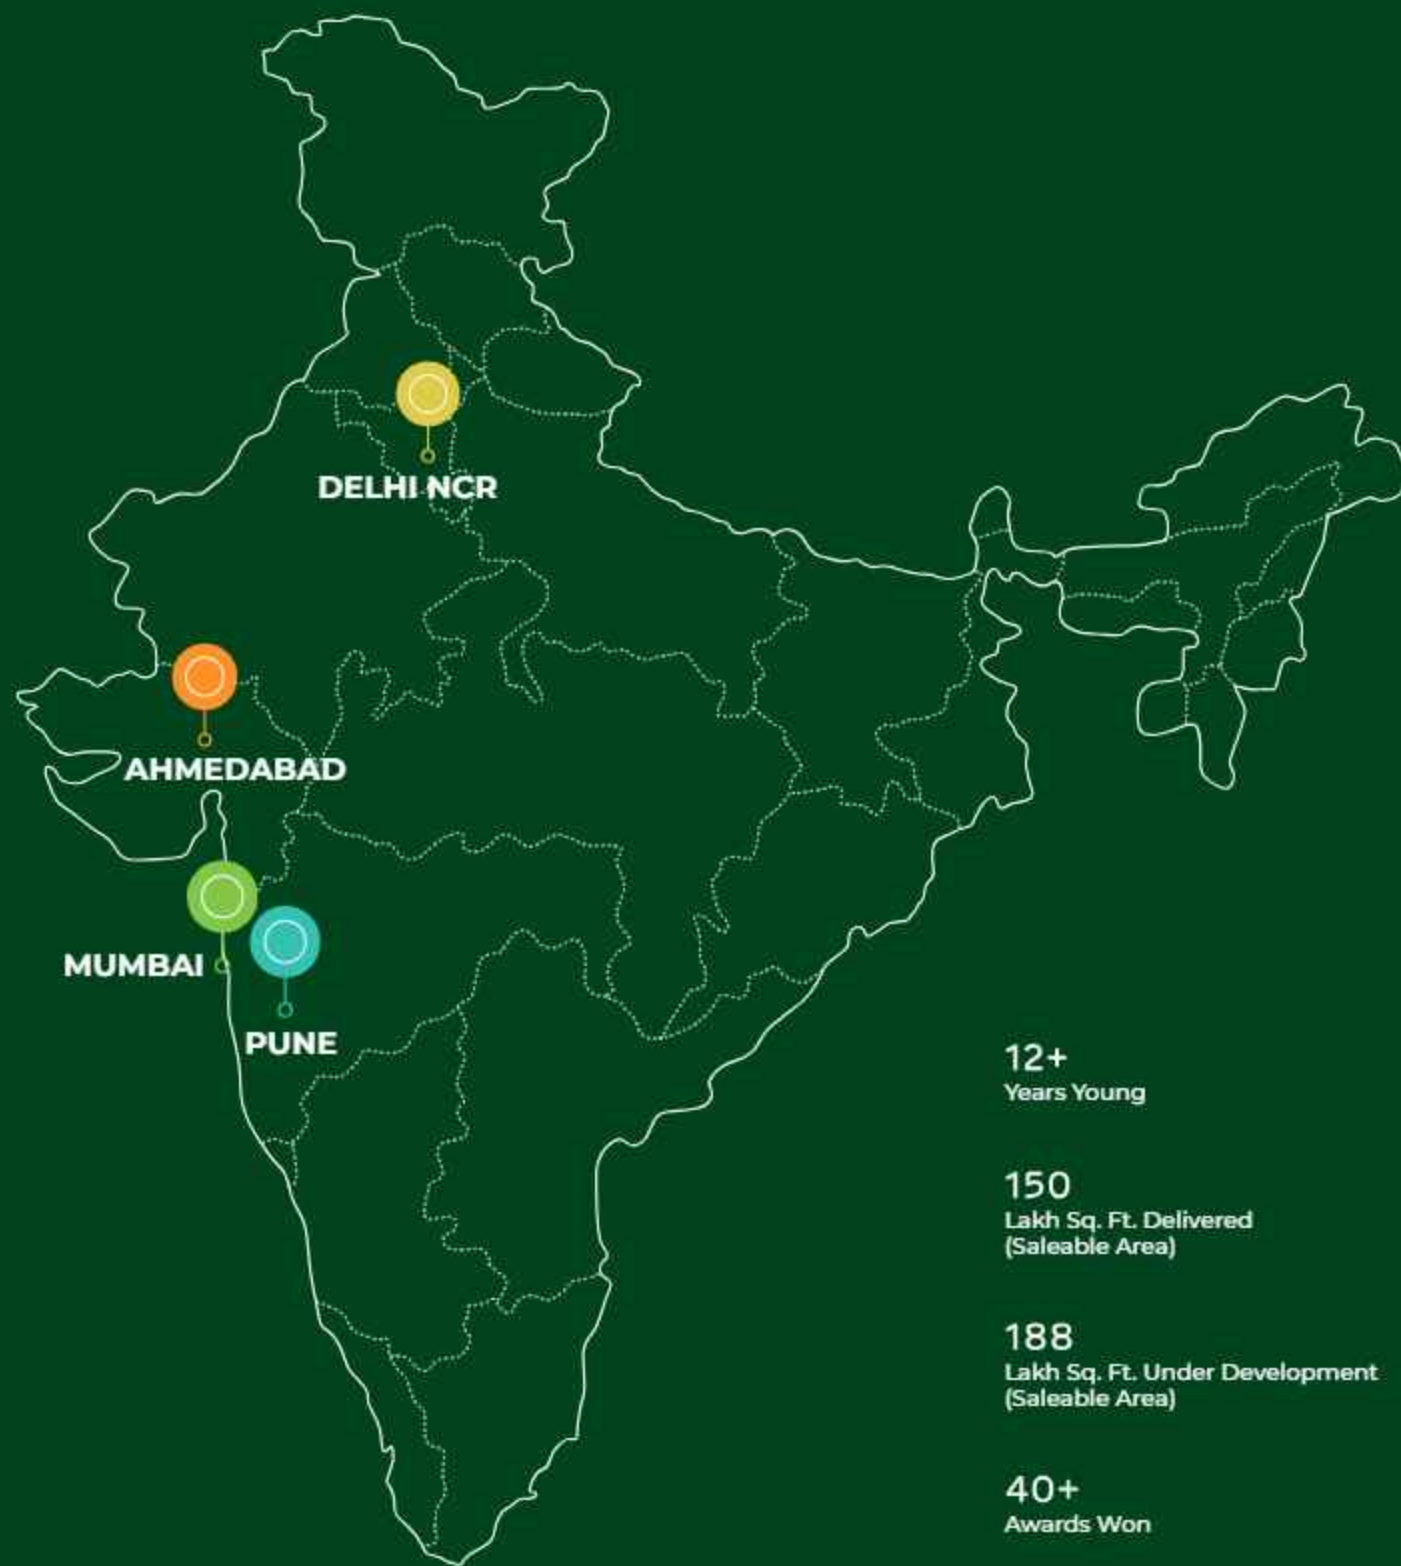 DELHI NCR
AHMEDABAD
MUMBAI
PUNE
12+
Years Young
150
Lakh Sq. Ft. Delivered
(Saleable Area)
188
Lakh Sq. Ft. Under Development
(Saleable Area)
40+
Awards Won